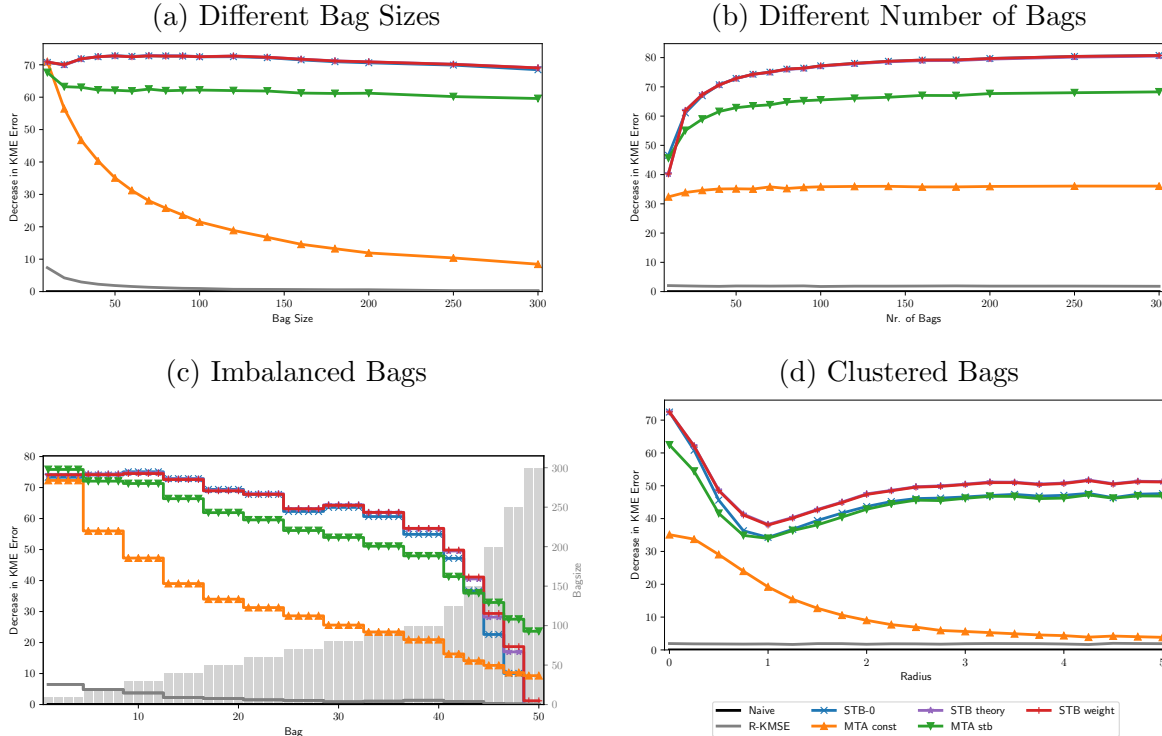 (a) Different Bag Sizes
70
60
50
40
30
20
10
0
Decrease in KME Error
50 100 150 200 250 300
Bag Size
(b) Different Number of Bags
80
70
60
50
40
30
20
10
0
Decrease in KME Error
50 100 150 200 250 300
Nr. of Bags
(c) Imbalanced Bags
80
70
60
50
40
30
20
10
0
Decrease in KME Error
300
250
200
150
100
50
0
Bagsize
10 20 30 40 50
Bag
(d) Clustered Bags
70
60
50
40
30
20
10
0
Decrease in KME Error
0 1 2 3 4 5
Radius
Naive STB-0 STB theory STB weight
R-KMSE MTA const MTA stb